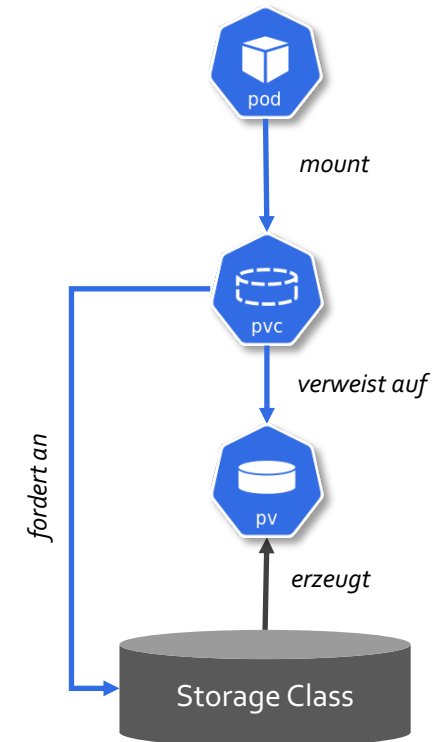 pod
mount
pvc
verweist auf
fordert an
pv
erzeugt
Storage Class